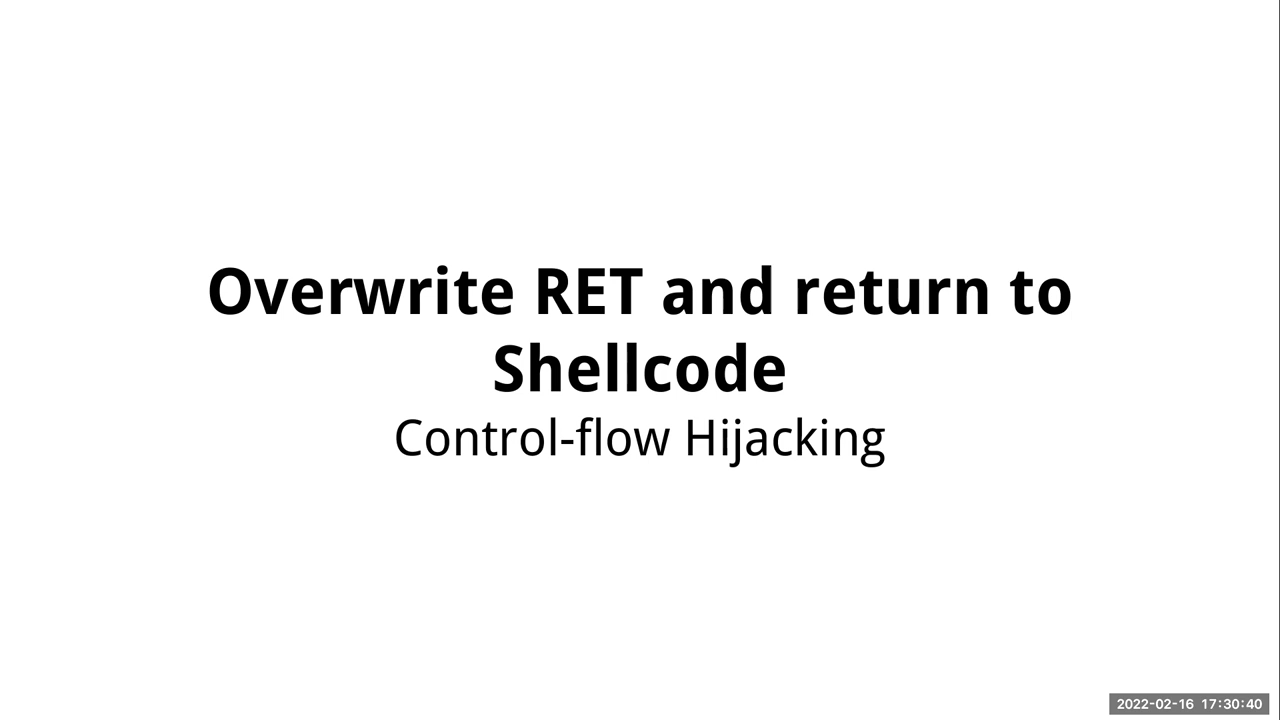 Overwrite RET and return to
Shellcode
Control-flow Hijacking
2022-02-16 17:30:40